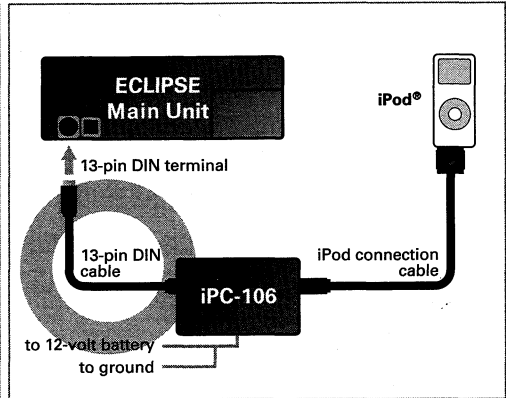 ECLIPSE
Main Unit
iPod®
13-pin DIN terminal
13-pin DIN
cable
iPod connection
cable
iPC-106
to 12-volt battery
to ground